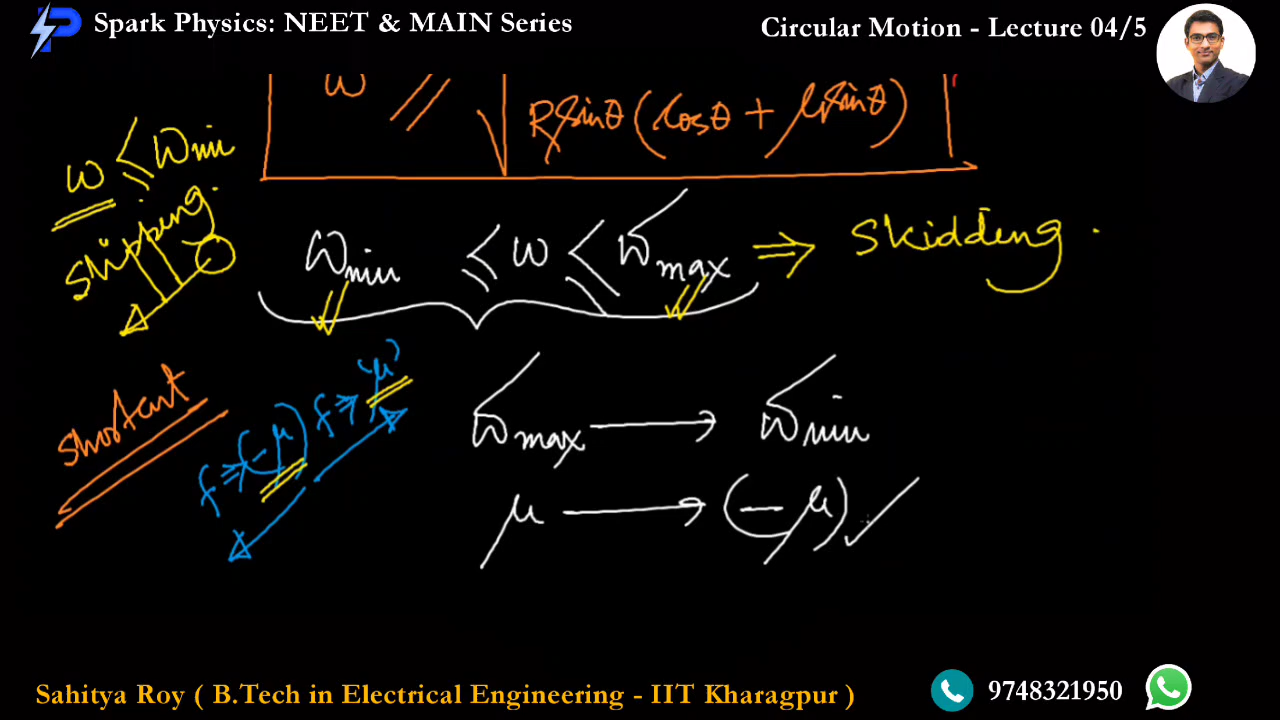 Spark Physics: NEET & MAIN Series
Circular Motion - Lecture 04/5
ω // √ Rsinθ (cosθ + μsinθ)
ω ≤ ωmin
slipping.
ωmin ≤ ω ≤ ωmax ⇒ skidding.
shortcut
f ⇒ (-μ) f ⇒ 'μ'
ωmax → ωmin
μ → (-μ) ✓
Sahitya Roy ( B.Tech in Electrical Engineering - IIT Kharagpur )
9748321950